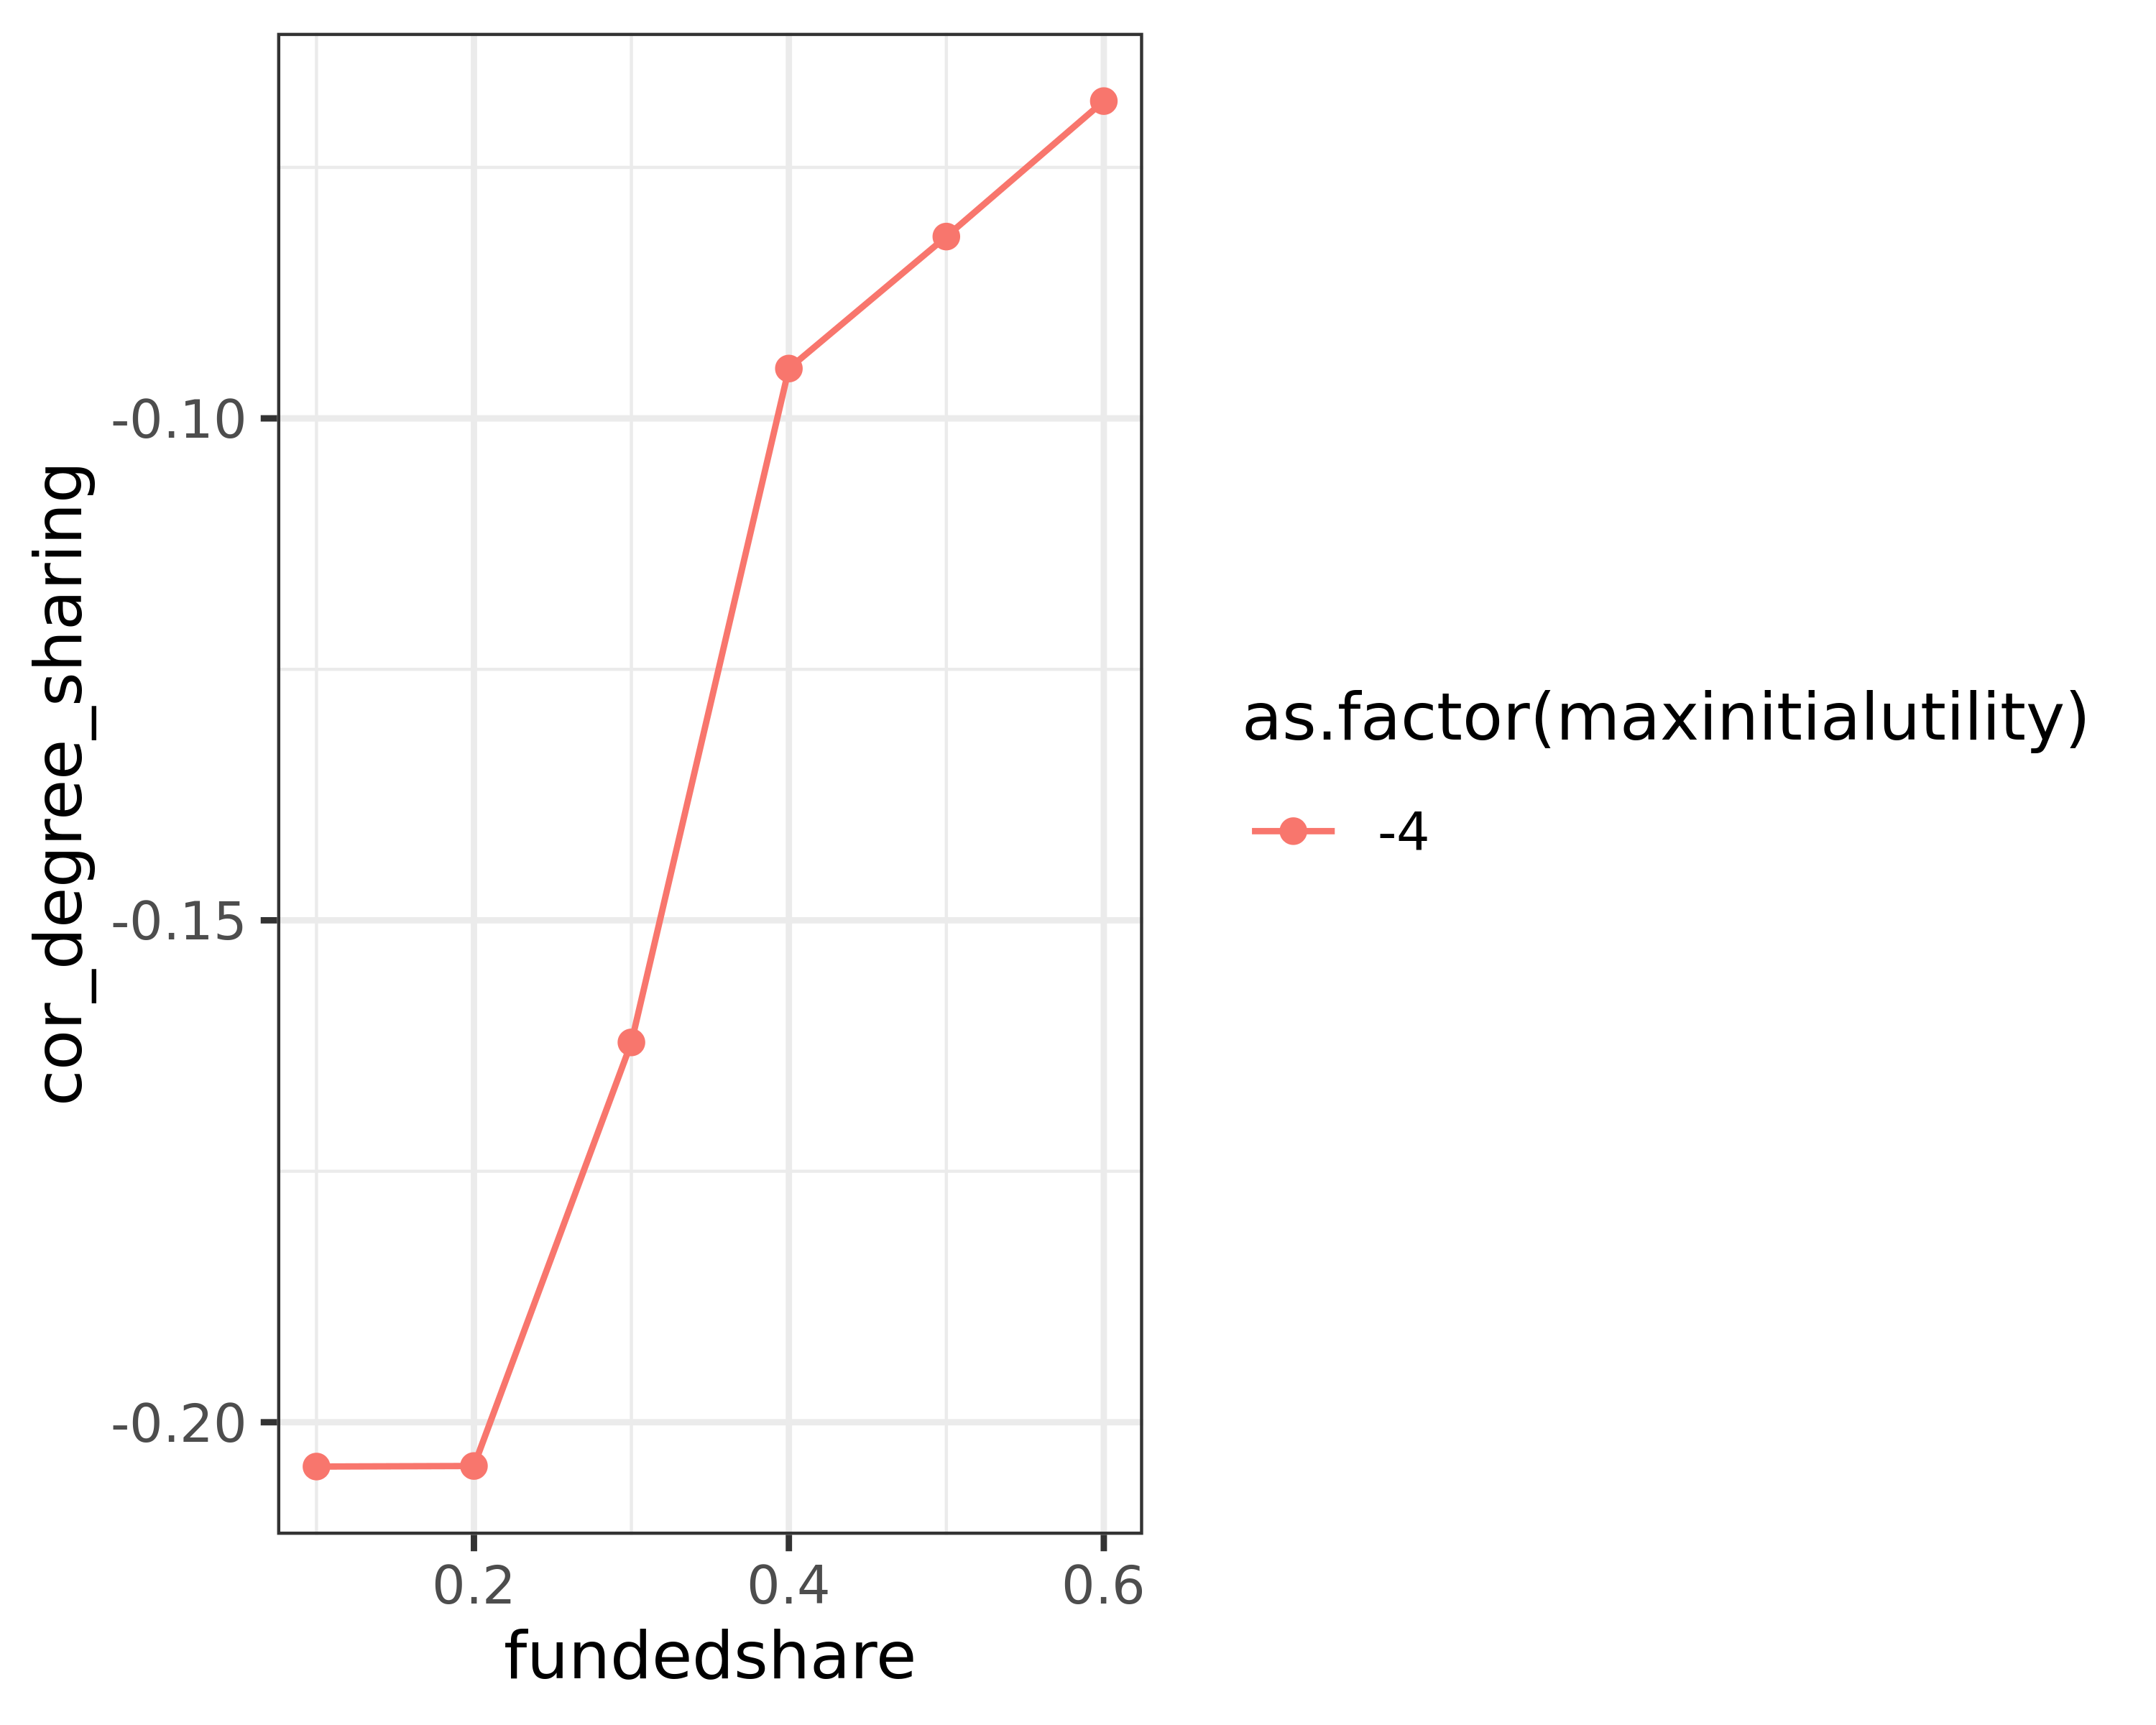 cor_degree_sharing
-0.10
-0.15
-0.20
0.2 0.4 0.6
fundedshare
as.factor(maxinitialutility)
-4